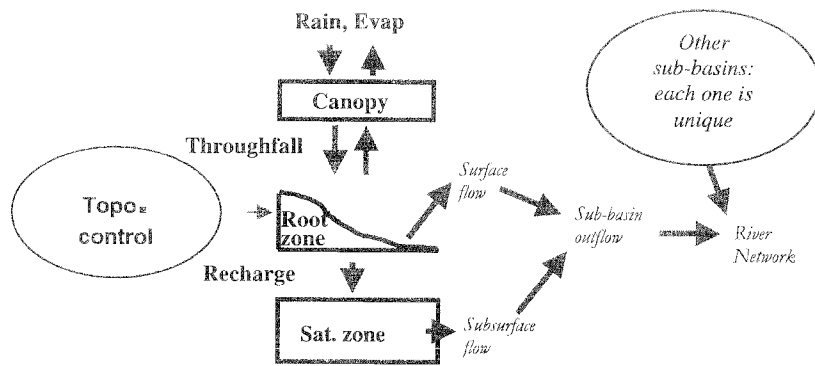 Rain, Evap
Canopy
Throughfall
Topo.
control
Root
zone
Recharge
Sat. zone
Surface
flow
Subsurface
flow
Sub-basin
outflow
Other
sub-basins:
each one is
unique
River
Network